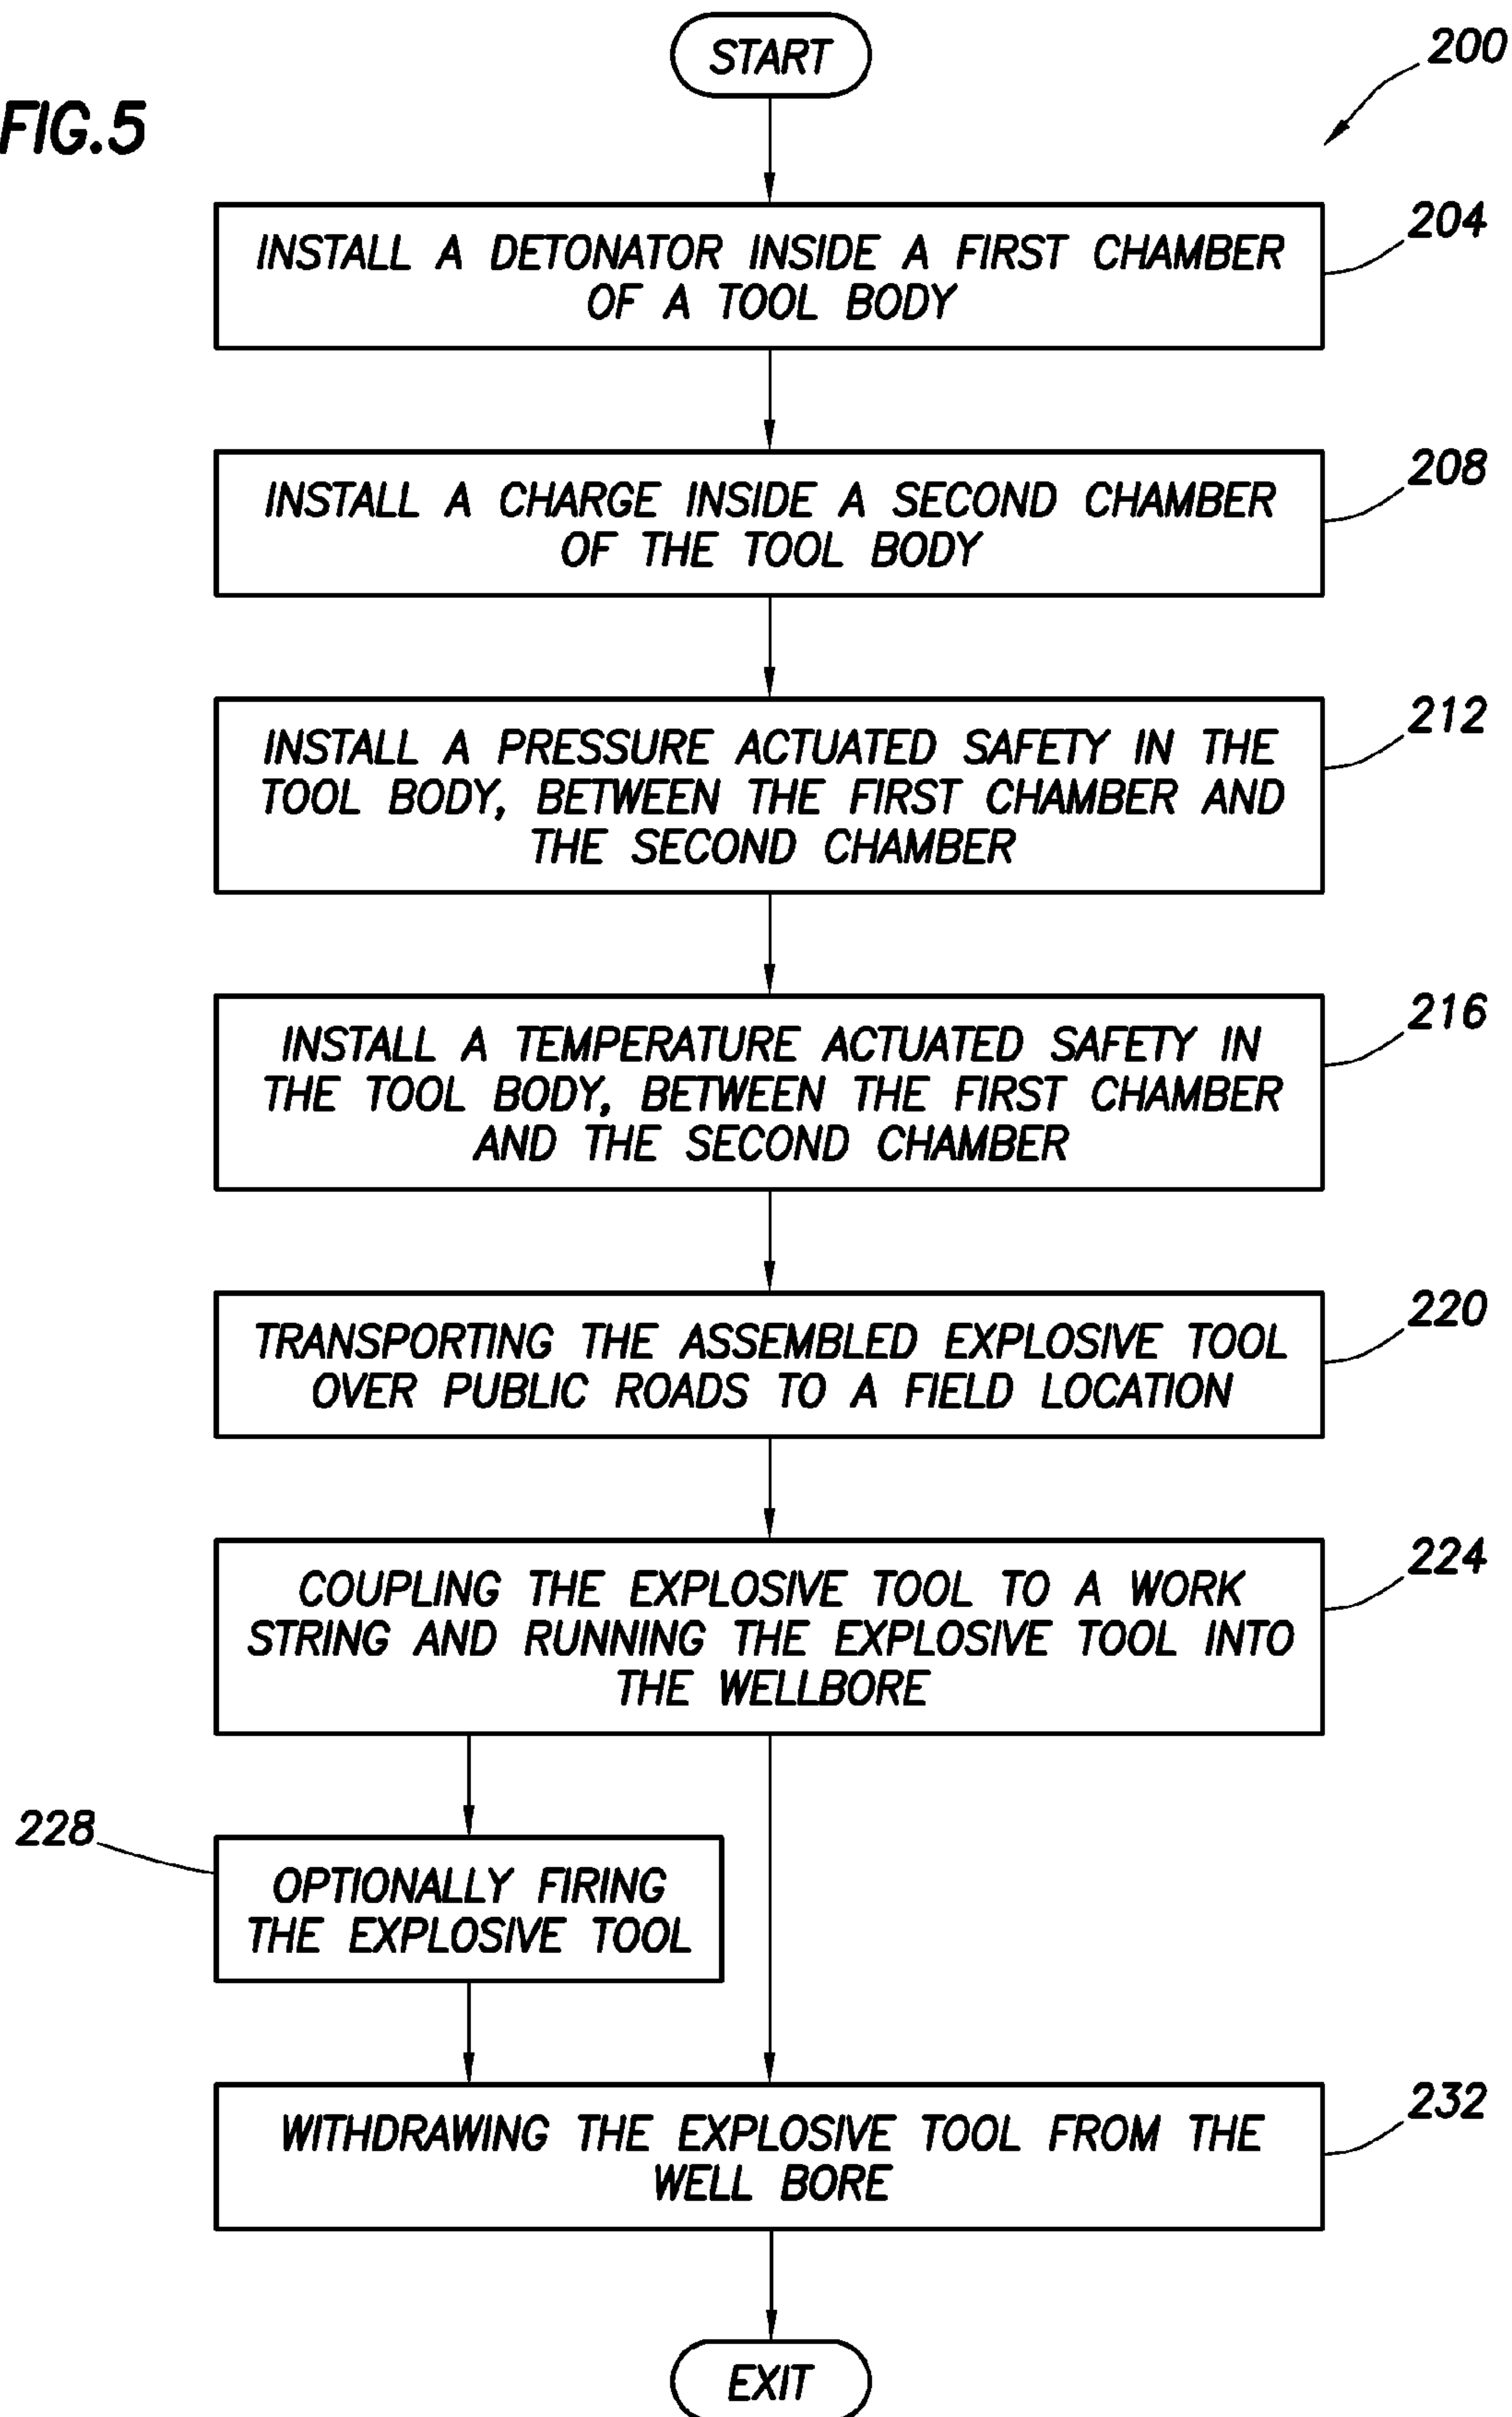 START
200
FIG.5
204
INSTALL A DETONATOR INSIDE A FIRST CHAMBER
OF A TOOL BODY
208
INSTALL A CHARGE INSIDE A SECOND CHAMBER
OF THE TOOL BODY
212
INSTALL A PRESSURE ACTUATED SAFETY IN THE
TOOL BODY, BETWEEN THE FIRST CHAMBER AND
THE SECOND CHAMBER
216
INSTALL A TEMPERATURE ACTUATED SAFETY IN
THE TOOL BODY, BETWEEN THE FIRST CHAMBER
AND THE SECOND CHAMBER
220
TRANSPORTING THE ASSEMBLED EXPLOSIVE TOOL
OVER PUBLIC ROADS TO A FIELD LOCATION
224
COUPLING THE EXPLOSIVE TOOL TO A WORK
STRING AND RUNNING THE EXPLOSIVE TOOL INTO
THE WELLBORE
228
OPTIONALLY FIRING
THE EXPLOSIVE TOOL
232
WITHDRAWING THE EXPLOSIVE TOOL FROM THE
WELL BORE
EXIT